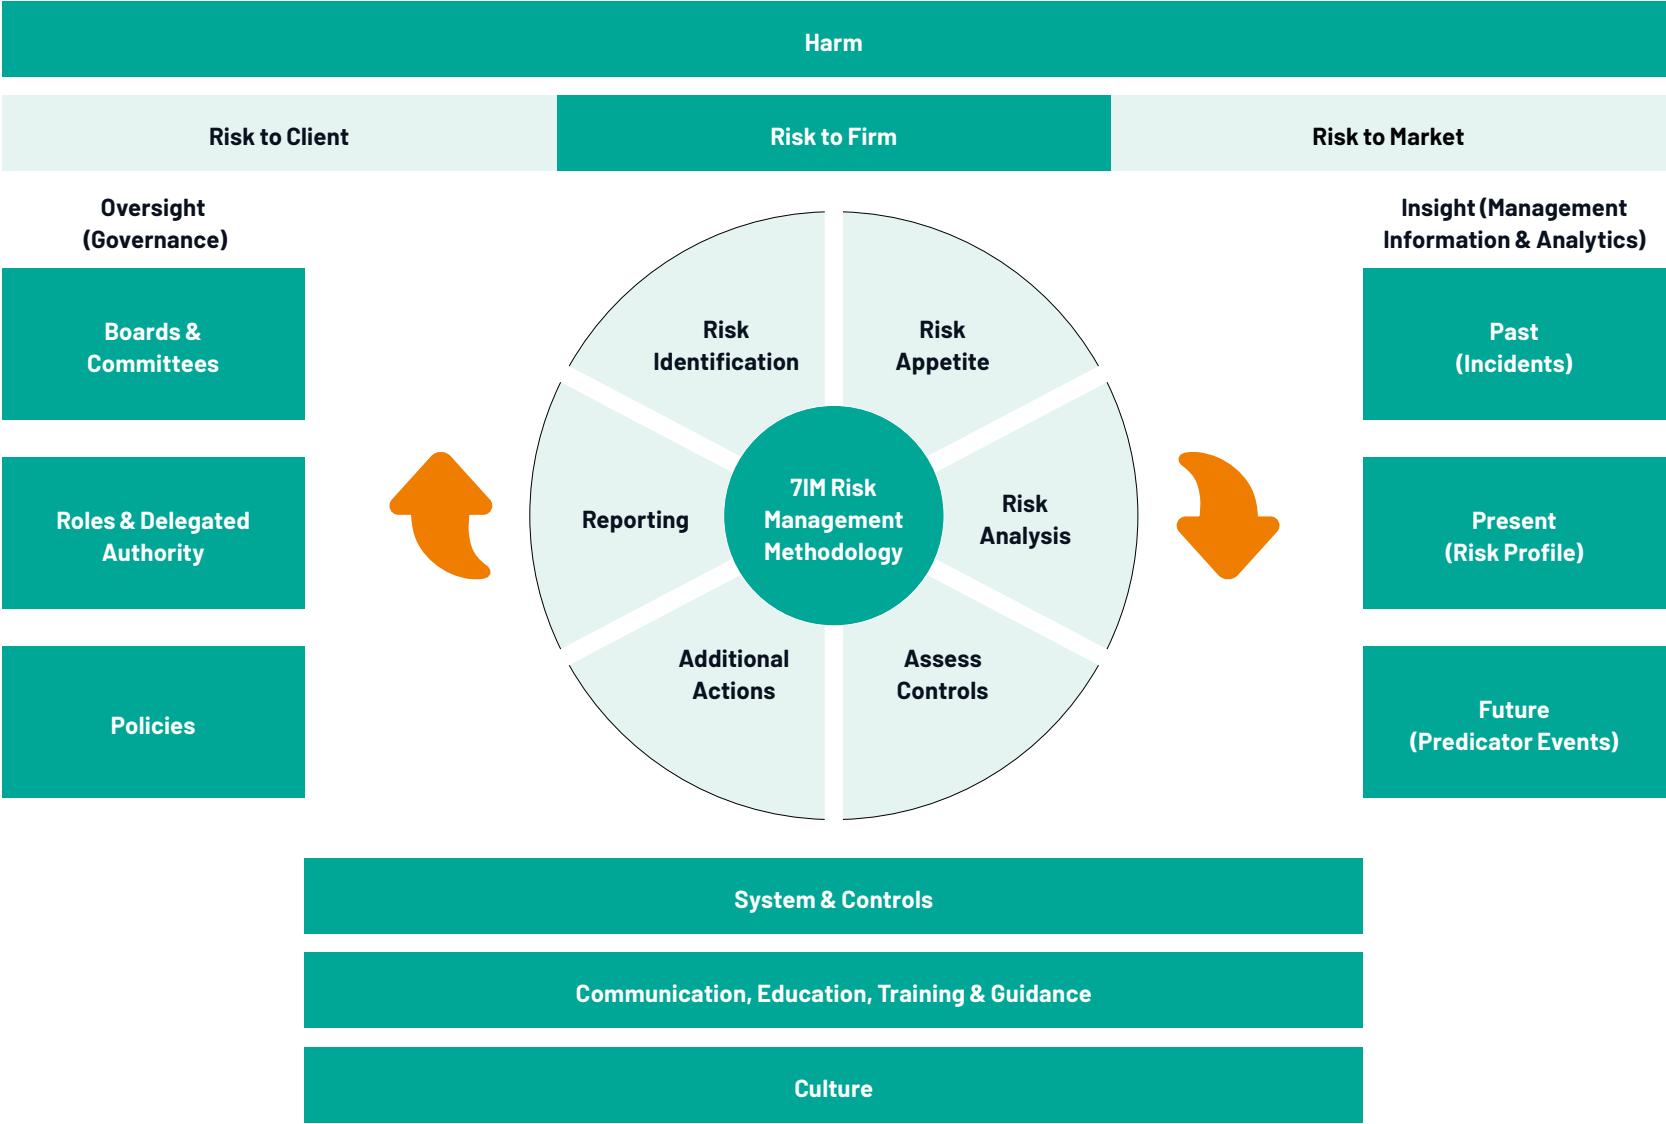 Harm
Risk to Client
Risk to Firm
Risk to Market
Oversight
(Governance)
Boards &
Committees
Roles & Delegated
Authority
Policies
Risk
Identification
Risk
Appetite
Reporting
7IM Risk
Management
Methodology
Risk
Analysis
Additional
Actions
Assess
Controls
Insight (Management
Information & Analytics)
Past
(Incidents)
Present
(Risk Profile)
Future
(Predicator Events)
System & Controls
Communication, Education, Training & Guidance
Culture